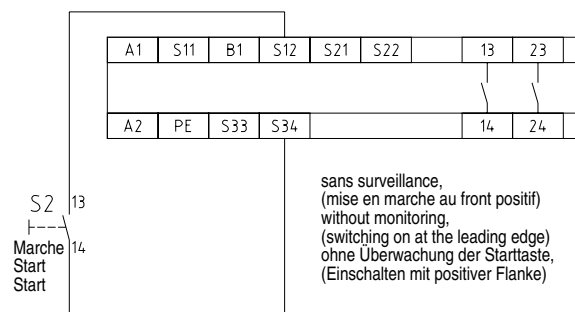 A1 S11 B1 S12 S21 S22 13 23
A2 PE S33 S34 14 24
S2 13
14
Marche
Start
Start
sans surveillance,
(mise en marche au front positif)
without monitoring,
(switching on at the leading edge)
ohne Überwachung der Starttaste,
(Einschalten mit positiver Flanke)